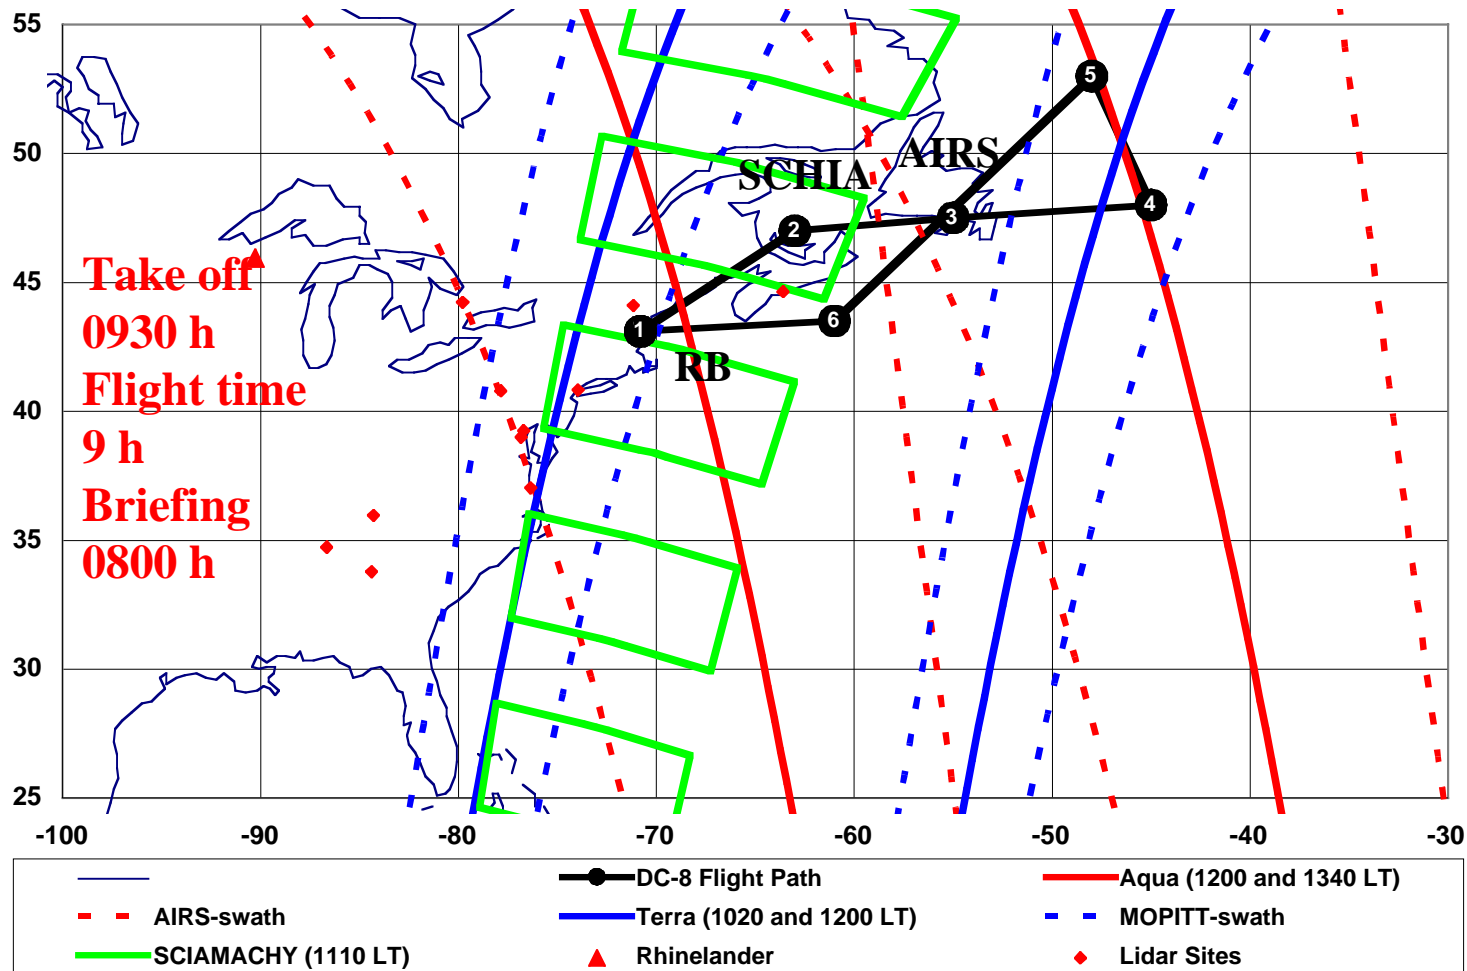 55
50
45
40
35
30
25
-100
-90
-80
-70
-60
-50
-40
-30
Take off
0930 h
Flight time
9 h
Briefing
0800 h
SCHIA
AIRS
RB
1
2
3
4
5
6
DC-8 Flight Path
Aqua (1200 and 1340 LT)
AIRS-swath
Terra (1020 and 1200 LT)
MOPITT-swath
SCIAMACHY (1110 LT)
Rhinelander
Lidar Sites